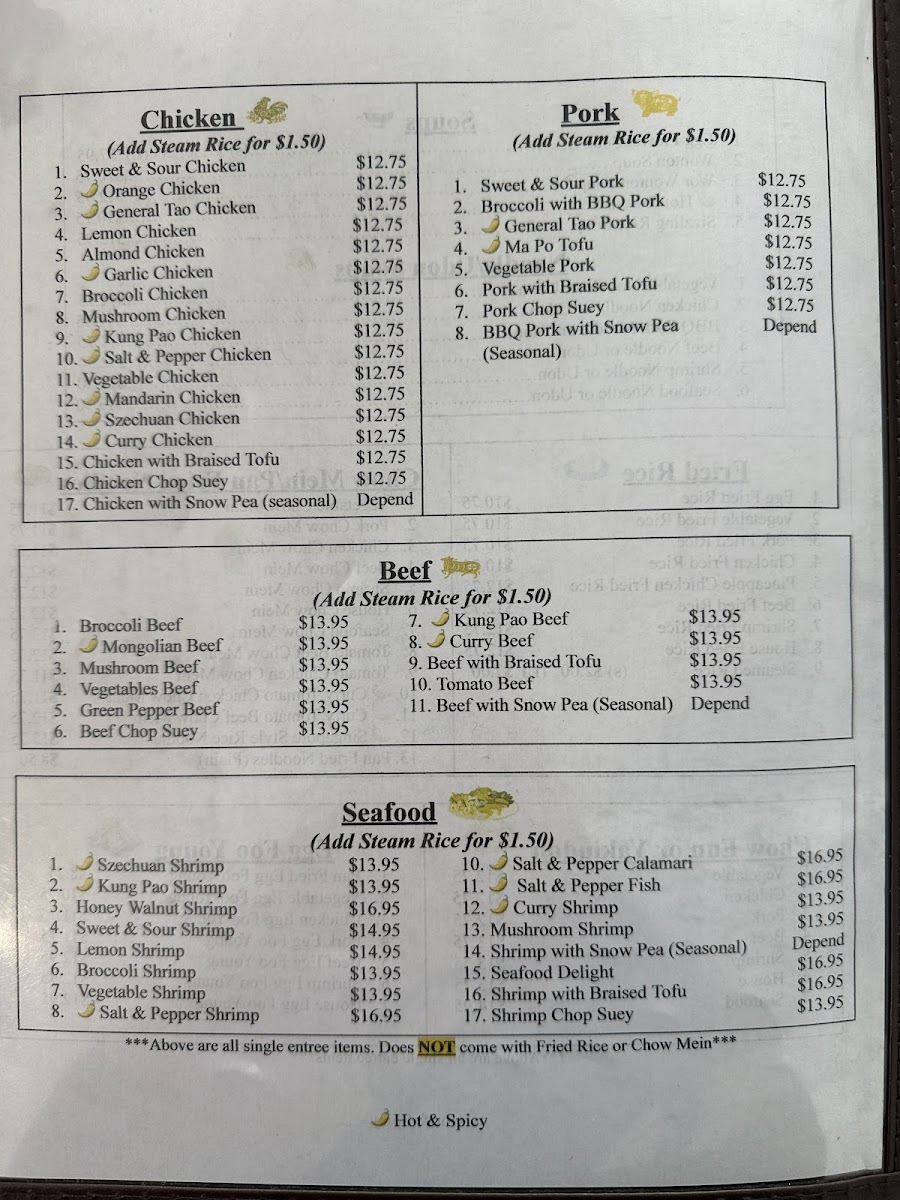 Chicken
(Add Steam Rice for $1.50)
1. Sweet & Sour Chicken $12.75
2. Orange Chicken $12.75
3. General Tao Chicken $12.75
4. Lemon Chicken $12.75
5. Almond Chicken $12.75
6. Garlic Chicken $12.75
7. Broccoli Chicken $12.75
8. Mushroom Chicken $12.75
9. Kung Pao Chicken $12.75
10. Salt & Pepper Chicken $12.75
11. Vegetable Chicken $12.75
12. Mandarin Chicken $12.75
13. Szechuan Chicken $12.75
14. Curry Chicken $12.75
15. Chicken with Braised Tofu $12.75
16. Chicken Chop Suey $12.75
17. Chicken with Snow Pea (seasonal) Depend
Pork
(Add Steam Rice for $1.50)
1. Sweet & Sour Pork $12.75
2. Broccoli with BBQ Pork $12.75
3. General Tao Pork $12.75
4. Ma Po Tofu $12.75
5. Vegetable Pork $12.75
6. Pork with Braised Tofu $12.75
7. Pork Chop Suey $12.75
8. BBQ Pork with Snow Pea Depend
(Seasonal)
Beef
(Add Steam Rice for $1.50)
1. Broccoli Beef $13.95
2. Mongolian Beef $13.95
3. Mushroom Beef $13.95
4. Vegetables Beef $13.95
5. Green Pepper Beef $13.95
6. Beef Chop Suey $13.95
7. Kung Pao Beef $13.95
8. Curry Beef $13.95
9. Beef with Braised Tofu $13.95
10. Tomato Beef $13.95
11. Beef with Snow Pea (Seasonal) Depend
Seafood
(Add Steam Rice for $1.50)
1. Szechuan Shrimp $13.95
2. Kung Pao Shrimp $13.95
3. Honey Walnut Shrimp $16.95
4. Sweet & Sour Shrimp $14.95
5. Lemon Shrimp $14.95
6. Broccoli Shrimp $13.95
7. Vegetable Shrimp $13.95
8. Salt & Pepper Shrimp $16.95
10. Salt & Pepper Calamari $16.95
11. Salt & Pepper Fish $16.95
12. Curry Shrimp $13.95
13. Mushroom Shrimp $13.95
14. Shrimp with Snow Pea (Seasonal) Depend
15. Seafood Delight $16.95
16. Shrimp with Braised Tofu $16.95
17. Shrimp Chop Suey $13.95
***Above are all single entree items. Does NOT come with Fried Rice or Chow Mein***
Hot & Spicy